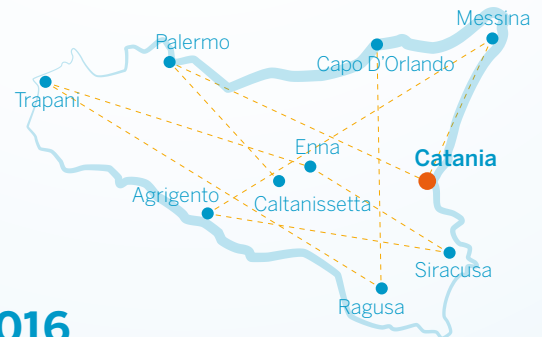 Messina
Palermo
Capo D'Orlando
Trapani
Enna
Catania
Agrigento
Caltanissetta
Siracusa
Ragusa
016